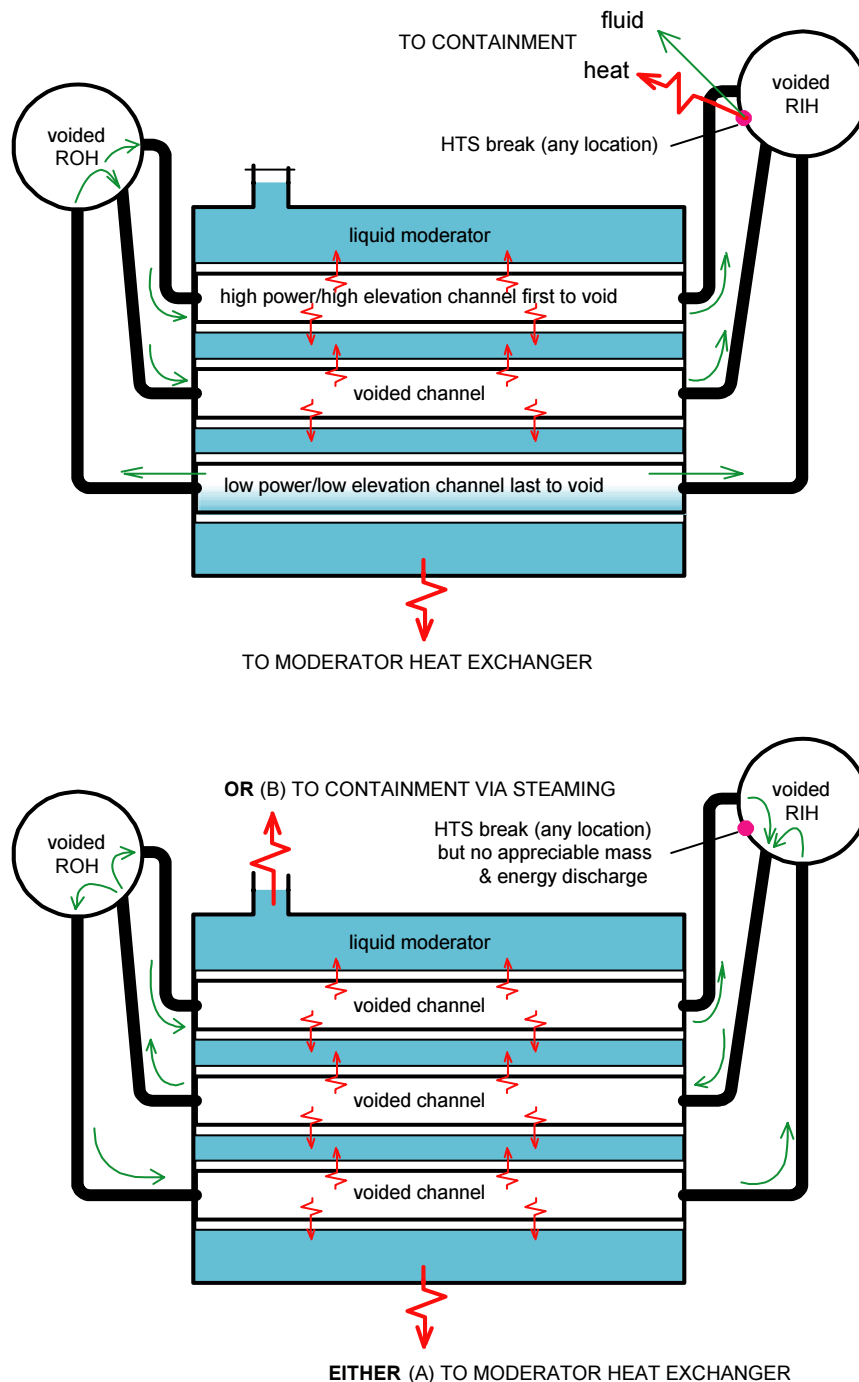 fluid
TO CONTAINMENT
heat
voided
RIH
HTS break (any location)
voided
ROH
liquid moderator
high power/high elevation channel first to void
voided channel
low power/low elevation channel last to void
TO MODERATOR HEAT EXCHANGER
OR (B) TO CONTAINMENT VIA STEAMING
voided
RIH
HTS break (any location)
but no appreciable mass
& energy discharge
voided
ROH
liquid moderator
voided channel
voided channel
voided channel
EITHER (A) TO MODERATOR HEAT EXCHANGER